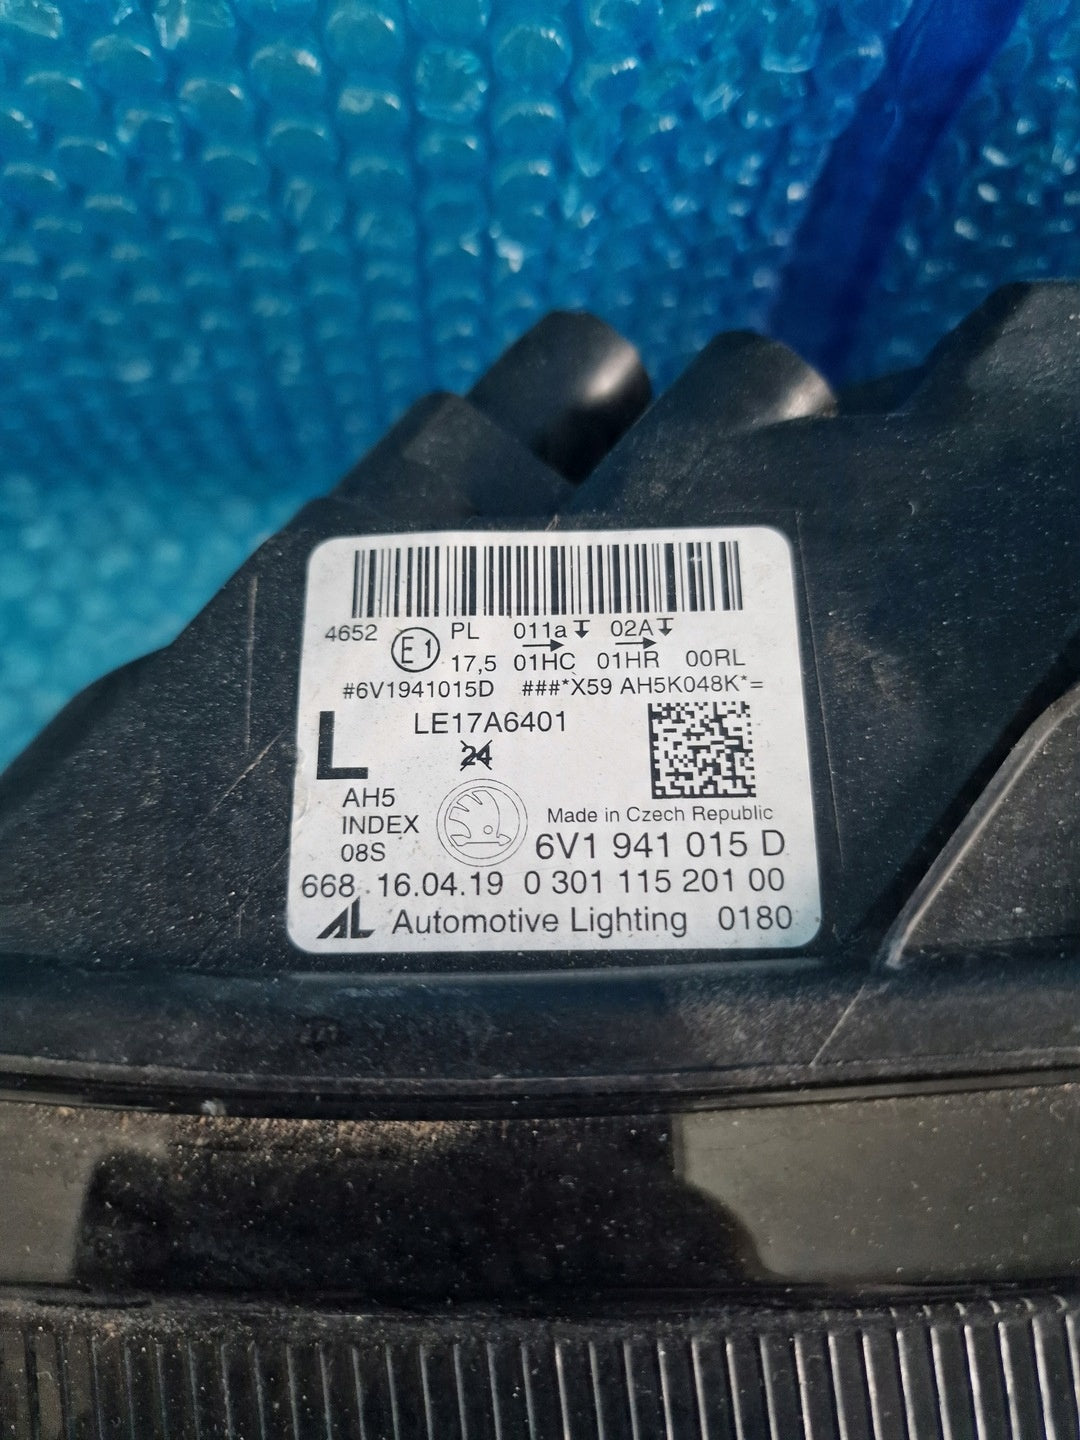 4652 E1 PL 011a 02A
17,5 01HC 01HR 00RL
#6V1941015D ###*X59 AH5K048K*=
L LE17A6401
24
AH5
INDEX
08S
Made in Czech Republic
6V1 941 015 D
668 16.04.19 0 301 115 201 00
AL Automotive Lighting 0180